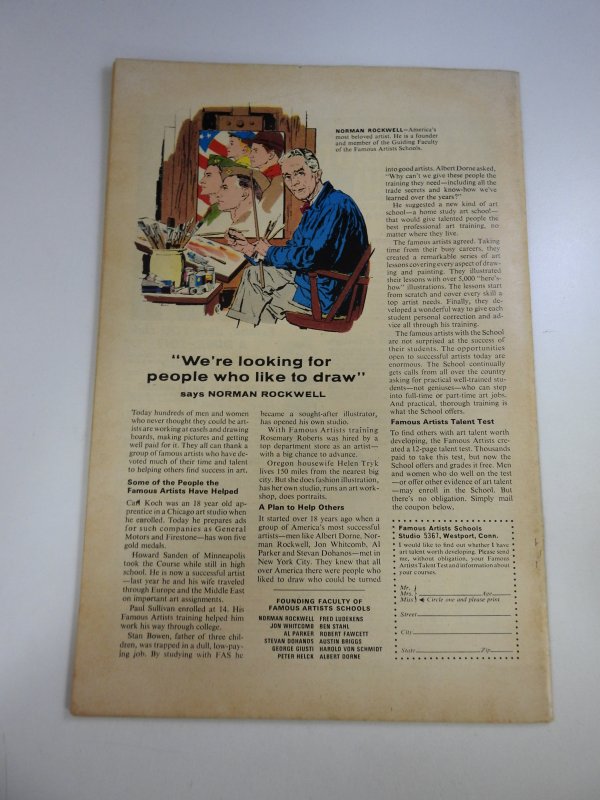 NORMAN ROCKWELL—America's
most beloved artist. He is a founder
and member of the Guiding Faculty
of the Famous Artists Schools.
"We're looking for
people who like to draw"
says NORMAN ROCKWELL
Today hundreds of men and women
who never thought they could be art-
ists are working at easels and drawing
boards, making pictures and getting
well paid for it. They all can thank a
group of famous artists who have de-
voted much of their time and talent
to helping others find success in art.
Some of the People the
Famous Artists Have Helped
Carl Koch was an 18 year old ap-
prentice in a Chicago art studio when
he enrolled. Today he prepares ads
for such companies as General
Motors and Firestone—has won five
gold medals.
Howard Sanden of Minneapolis
took the Course while still in high
school. He is now a successful artist
—last year he and his wife traveled
through Europe and the Middle East
on important art assignments.
Paul Sullivan enrolled at 14. His
Famous Artists training helped him
work his way through college.
Stan Bowen, father of three chil-
dren, was trapped in a dull, low-pay-
ing job. By studying with FAS he
became a sought-after illustrator,
has opened his own studio.
With Famous Artists training
Rosemary Roberts was hired by a
top department store as an artist—
with a big chance to advance.
Oregon housewife Helen Tryk
lives 150 miles from the nearest big
city. But she does fashion illustration,
has her own studio, runs an art work-
shop, does portraits.
A Plan to Help Others
It started over 18 years ago when a
group of America's most successful
artists—men like Albert Dorne, Nor-
man Rockwell, Jon Whitcomb, Al
Parker and Stevan Dohanos—met in
New York City. They knew that all
over America there were people who
liked to draw who could be turned
FOUNDING FACULTY OF
FAMOUS ARTISTS SCHOOLS
NORMAN ROCKWELL FRED LUDEKENS
JON WHITCOMB BEN STAHL
AL PARKER ROBERT FAWCETT
STEVAN DOHANOS AUSTIN BRIGGS
GEORGE GIUSTI HAROLD VON SCHMIDT
PETER HELCK ALBERT DORNE
into good artists. Albert Dorne asked,
"Why can't we give these people the
training they need—including all the
trade secrets and know-how we've
learned over the years?"
He suggested a new kind of art
school—a home study art school—
that would give talented people the
best professional art training, no
matter where they live.
The famous artists agreed. Taking
time from their busy careers, they
created a remarkable series of art
lessons covering every aspect of draw-
ing and painting. They illustrated
their lessons with over 5,000 "here's-
how" illustrations. The lessons start
from scratch and cover every skill a
top artist needs. Finally, they de-
veloped a wonderful way to give each
student personal correction and ad-
vice all through his training.
The famous artists with the School
are not surprised at the success of
their students. The opportunities
open to successful artists today are
enormous. The School continually
gets calls from all over the country
asking for practical well-trained stu-
dents—not geniuses—who can step
into full-time or part-time art jobs.
And practical, thorough training is
what the School offers.
Famous Artists Talent Test
To find others with art talent worth
developing, the Famous Artists cre-
ated a 12-page talent test. Thousands
paid to take this test, but now the
School offers and grades it free. Men
and women who do well on the test
—or offer other evidence of art talent
—may enroll in the School. But
there's no obligation. Simply mail
the coupon below.
Famous Artists Schools
Studio 5361, Westport, Conn.
I would like to find out whether I have
art talent worth developing. Please send
me, without obligation, your Famous
Artists Talent Test and information about
your courses.
Mr.
Mrs. Age
Miss Circle one and please print
Street
City
State Zip